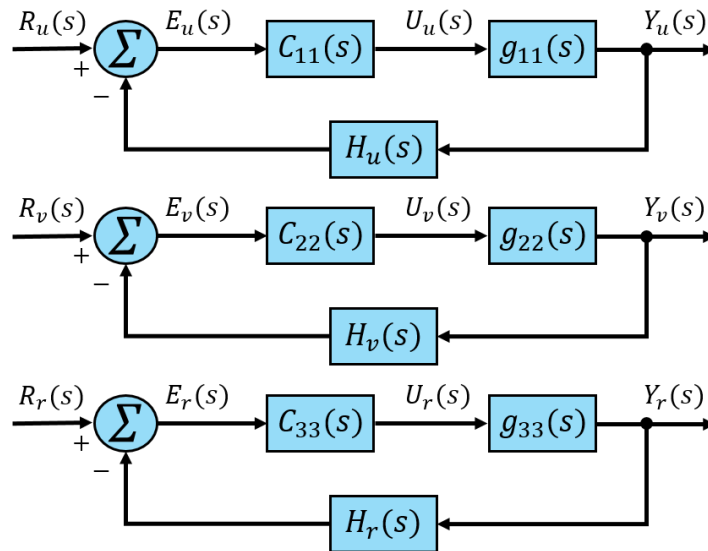 R_u(s) E_u(s) U_u(s) Y_u(s)
Σ C_11(s) g_11(s)
+
−
H_u(s)
R_v(s) E_v(s) U_v(s) Y_v(s)
Σ C_22(s) g_22(s)
+
−
H_v(s)
R_r(s) E_r(s) U_r(s) Y_r(s)
Σ C_33(s) g_33(s)
+
−
H_r(s)